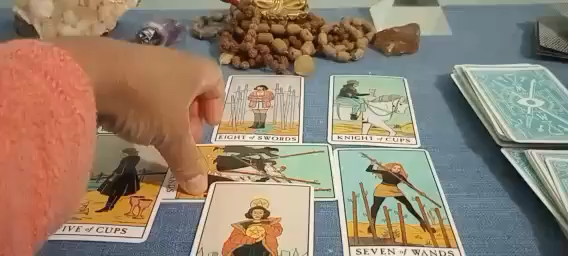 EIGHT of SWORDS
KNIGHT of CUPS
FIVE of CUPS
SEVEN of WANDS